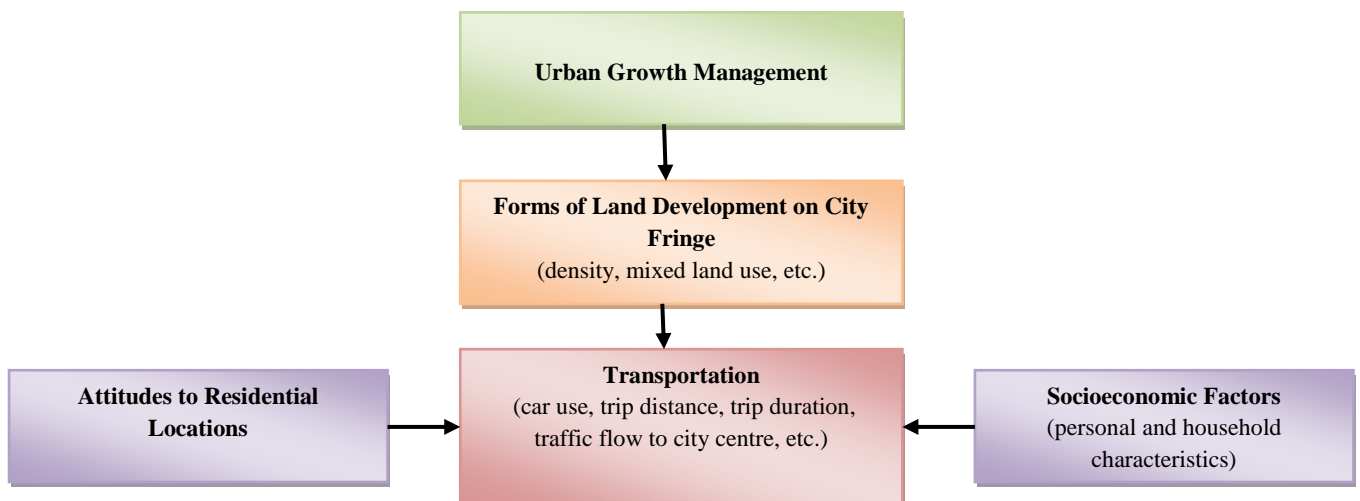 Urban Growth Management
Forms of Land Development on City
Fringe
(density, mixed land use, etc.)
Attitudes to Residential
Locations
Transportation
(car use, trip distance, trip duration,
traffic flow to city centre, etc.)
Socioeconomic Factors
(personal and household
characteristics)